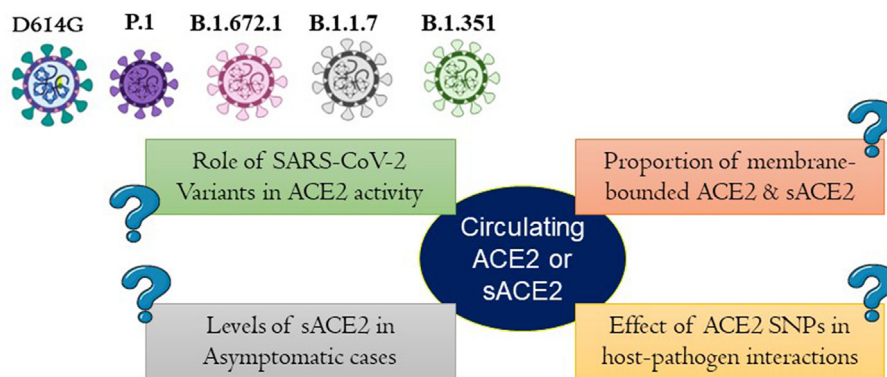 D614G P.1 B.1.672.1 B.1.1.7 B.1.351
Role of SARS-CoV-2
Variants in ACE2 activity
Proportion of membrane-
bounded ACE2 & sACE2
Circulating
ACE2 or
sACE2
Levels of sACE2 in
Asymptomatic cases
Effect of ACE2 SNPs in
host-pathogen interactions
? 
? 
? 
?